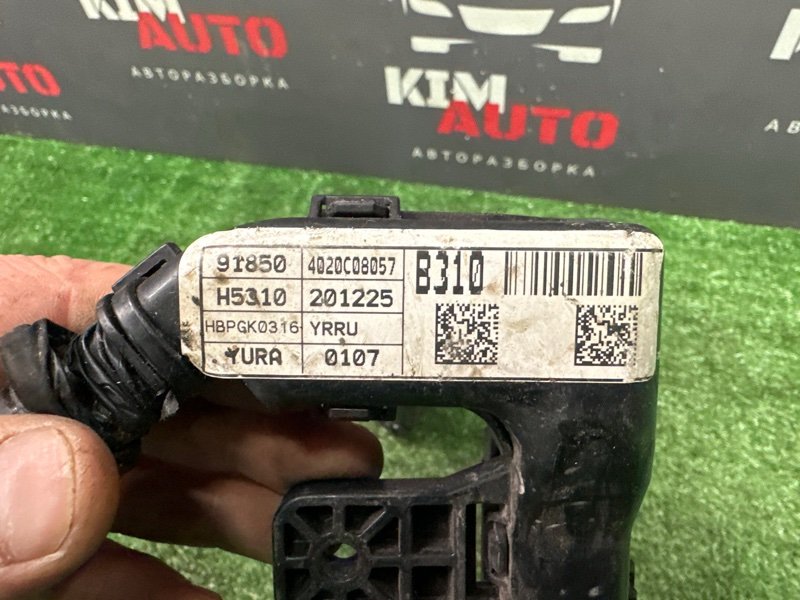 KIM
AUTO
АВТОРАЗБОРКА
AUTO
АВТОРАЗБОРКА
KIM
AUTO
АВТОРАЗБОРКА
91850 4020C08057 B310
H5310 201225
HBPGK0316 YRRU
YURA 0107